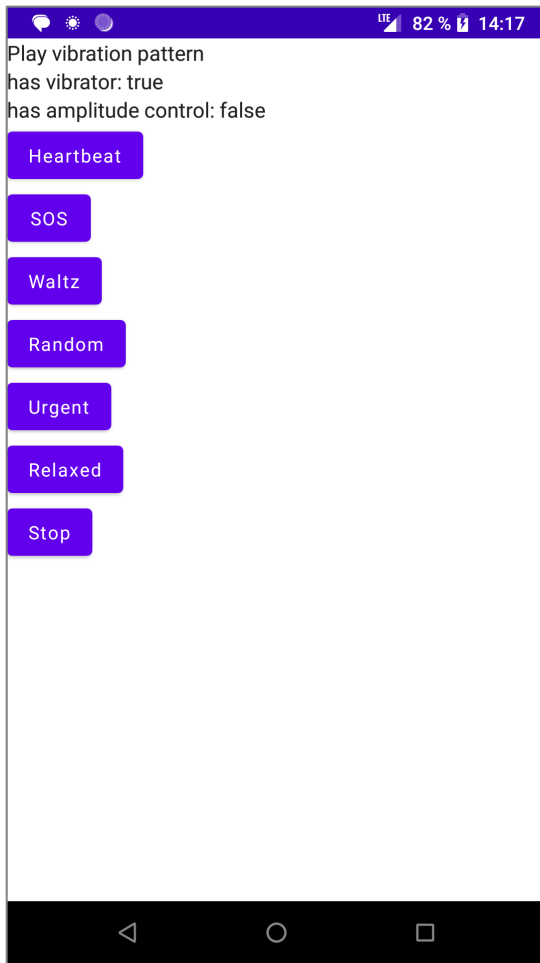 LTE 82 % 14:17
Play vibration pattern
has vibrator: true
has amplitude control: false
Heartbeat
SOS
Waltz
Random
Urgent
Relaxed
Stop